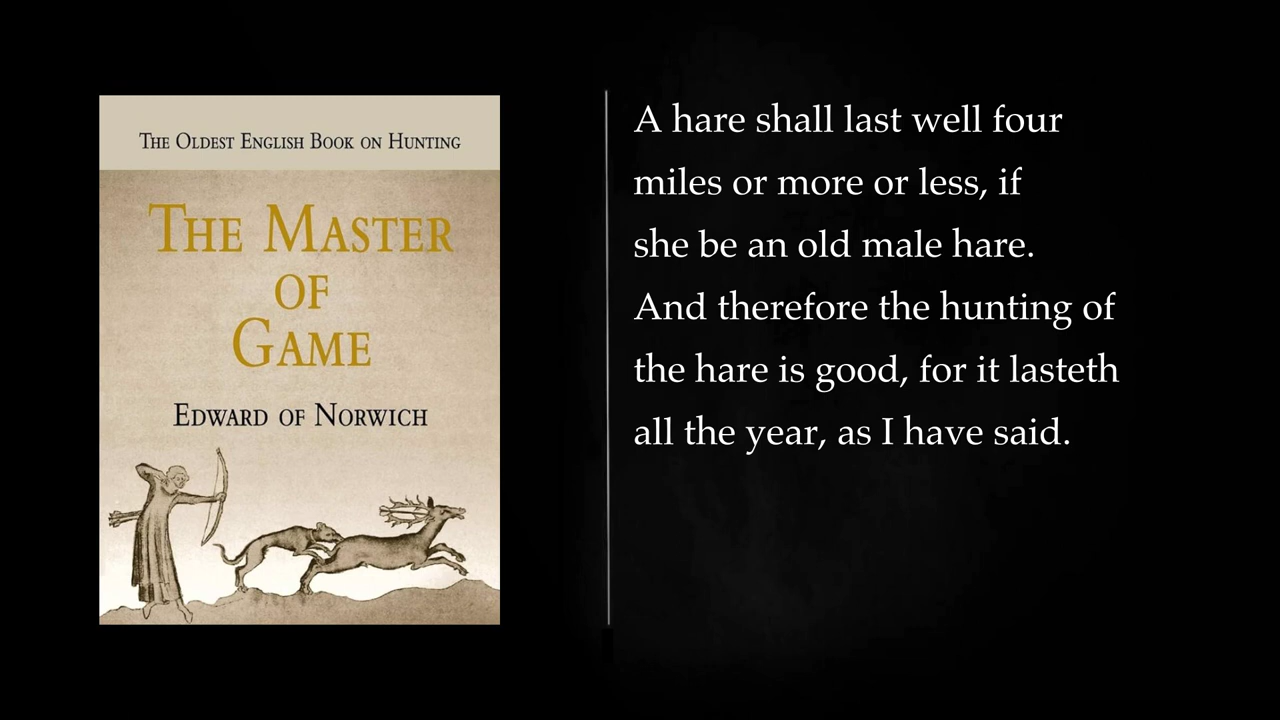 The Oldest English Book on Hunting
The Master
of
Game
Edward of Norwich
A hare shall last well four
miles or more or less, if
she be an old male hare.
And therefore the hunting of
the hare is good, for it lasteth
all the year, as I have said.